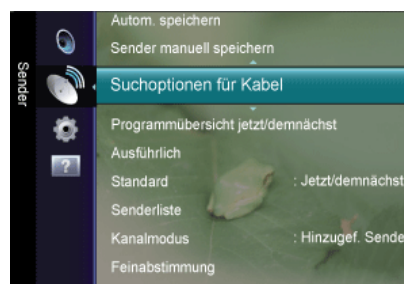 Sender
Autom. speichern
Sender manuell speichern
Suchoptionen für Kabel
Programmübersicht jetzt/demnächst
Ausführlich
Standard : Jetzt/demnächst
Senderliste
Kanalmodus : Hinzugef. Sende
Feinabstimmung
?